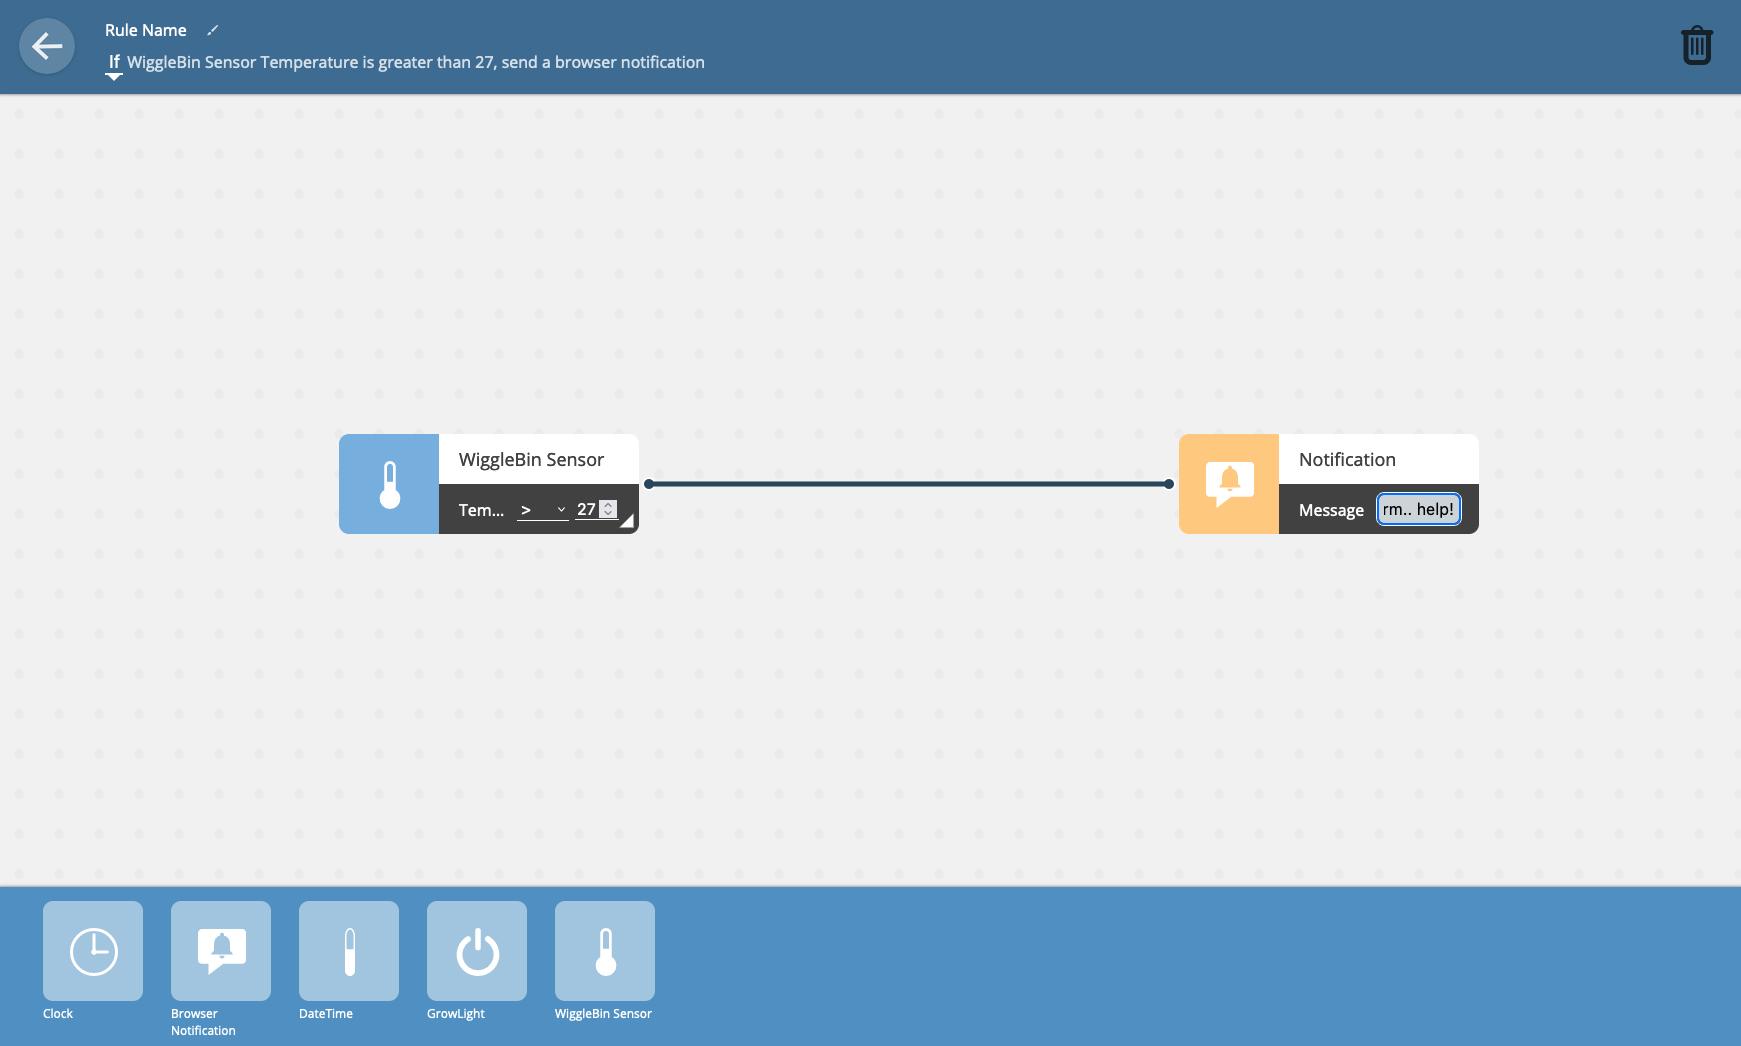 Rule Name
If WiggleBin Sensor Temperature is greater than 27, send a browser notification
WiggleBin Sensor
Tem... > 27
Notification
Message rm.. help!
Clock
Browser
Notification
DateTime
GrowLight
WiggleBin Sensor